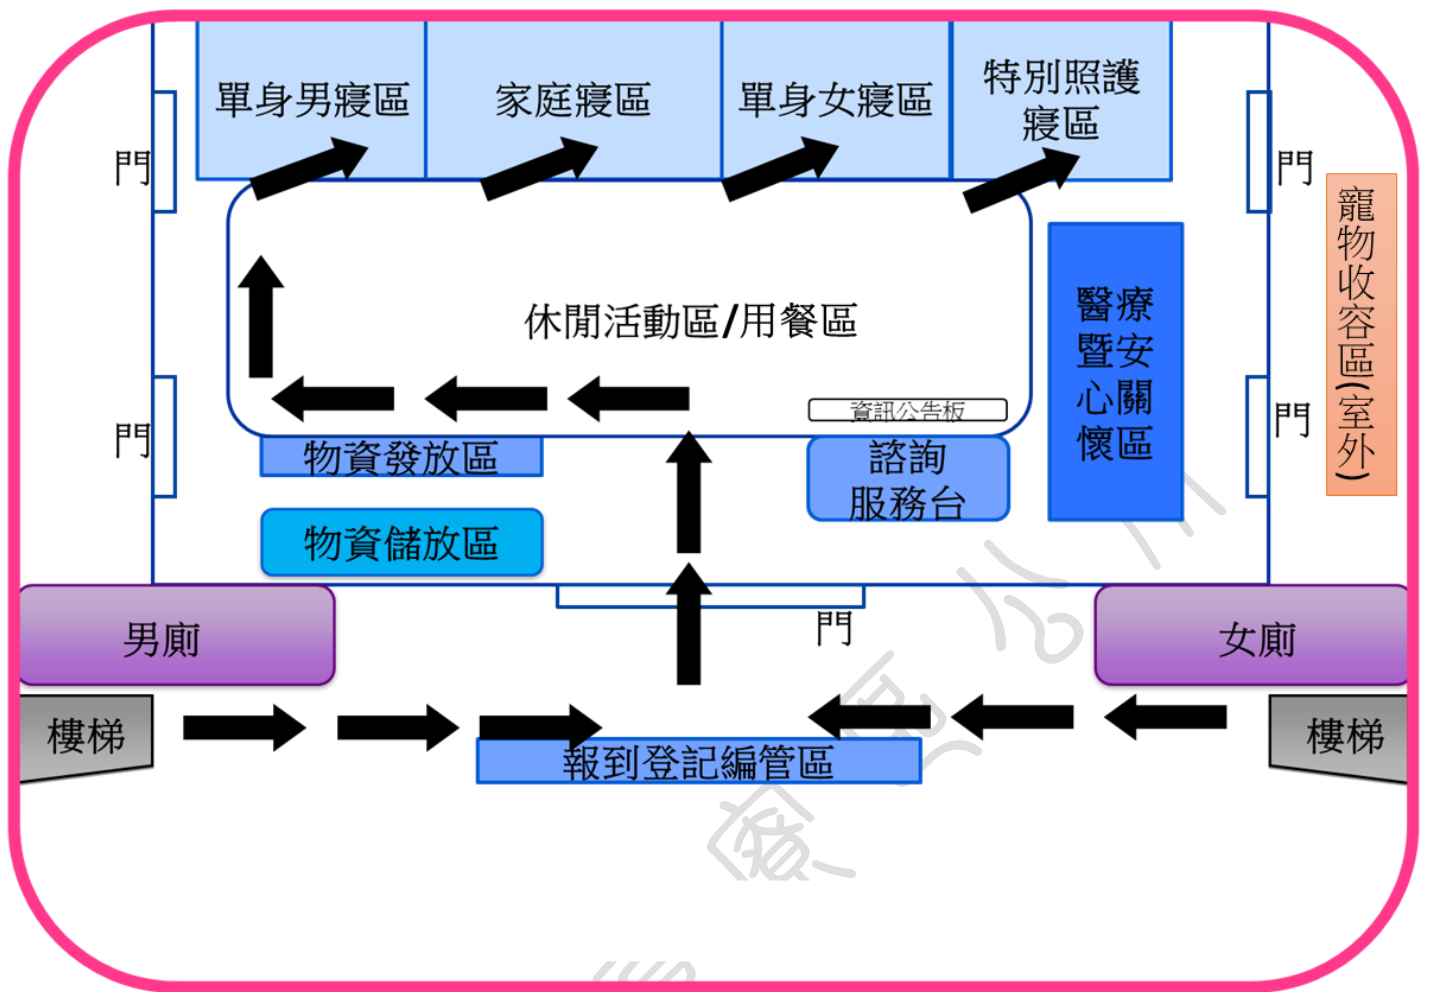 單身男寢區
家庭寢區
單身女寢區
特別照護
寢區
門
門
寵物收容區(室外)
休閒活動區/用餐區
醫療
暨安
心關
懷區
資訊公告板
門
門
物資發放區
諮詢
服務台
物資儲放區
男廁
門
女廁
樓梯
報到登記編管區
樓梯